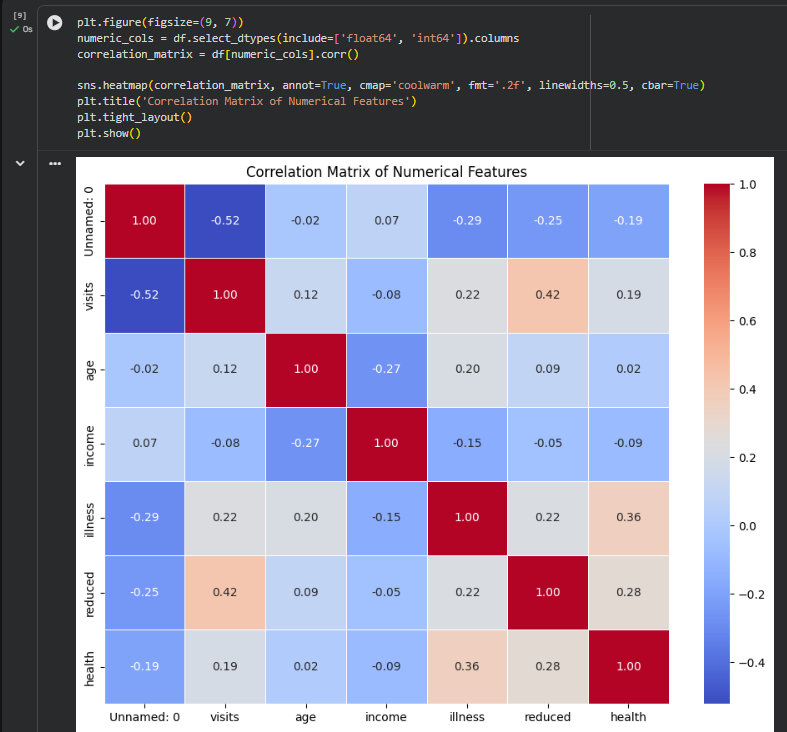 [9]
0s
plt.figure(figsize=(9, 7))
numeric_cols = df.select_dtypes(include=['float64', 'int64']).columns
correlation_matrix = df[numeric_cols].corr()
sns.heatmap(correlation_matrix, annot=True, cmap='coolwarm', fmt='.2f', linewidths=0.5, cbar=True)
plt.title('Correlation Matrix of Numerical Features')
plt.tight_layout()
plt.show()
Correlation Matrix of Numerical Features
Unnamed: 0 1.00 -0.52 -0.02 0.07 -0.29 -0.25 -0.19
visits -0.52 1.00 0.12 -0.08 0.22 0.42 0.19
age -0.02 0.12 1.00 -0.27 0.20 0.09 0.02
income 0.07 -0.08 -0.27 1.00 -0.15 -0.05 -0.09
illness -0.29 0.22 0.20 -0.15 1.00 0.22 0.36
reduced -0.25 0.42 0.09 -0.05 0.22 1.00 0.28
health -0.19 0.19 0.02 -0.09 0.36 0.28 1.00
Unnamed: 0 visits age income illness reduced health
1.0
0.8
0.6
0.4
0.2
0.0
−0.2
−0.4